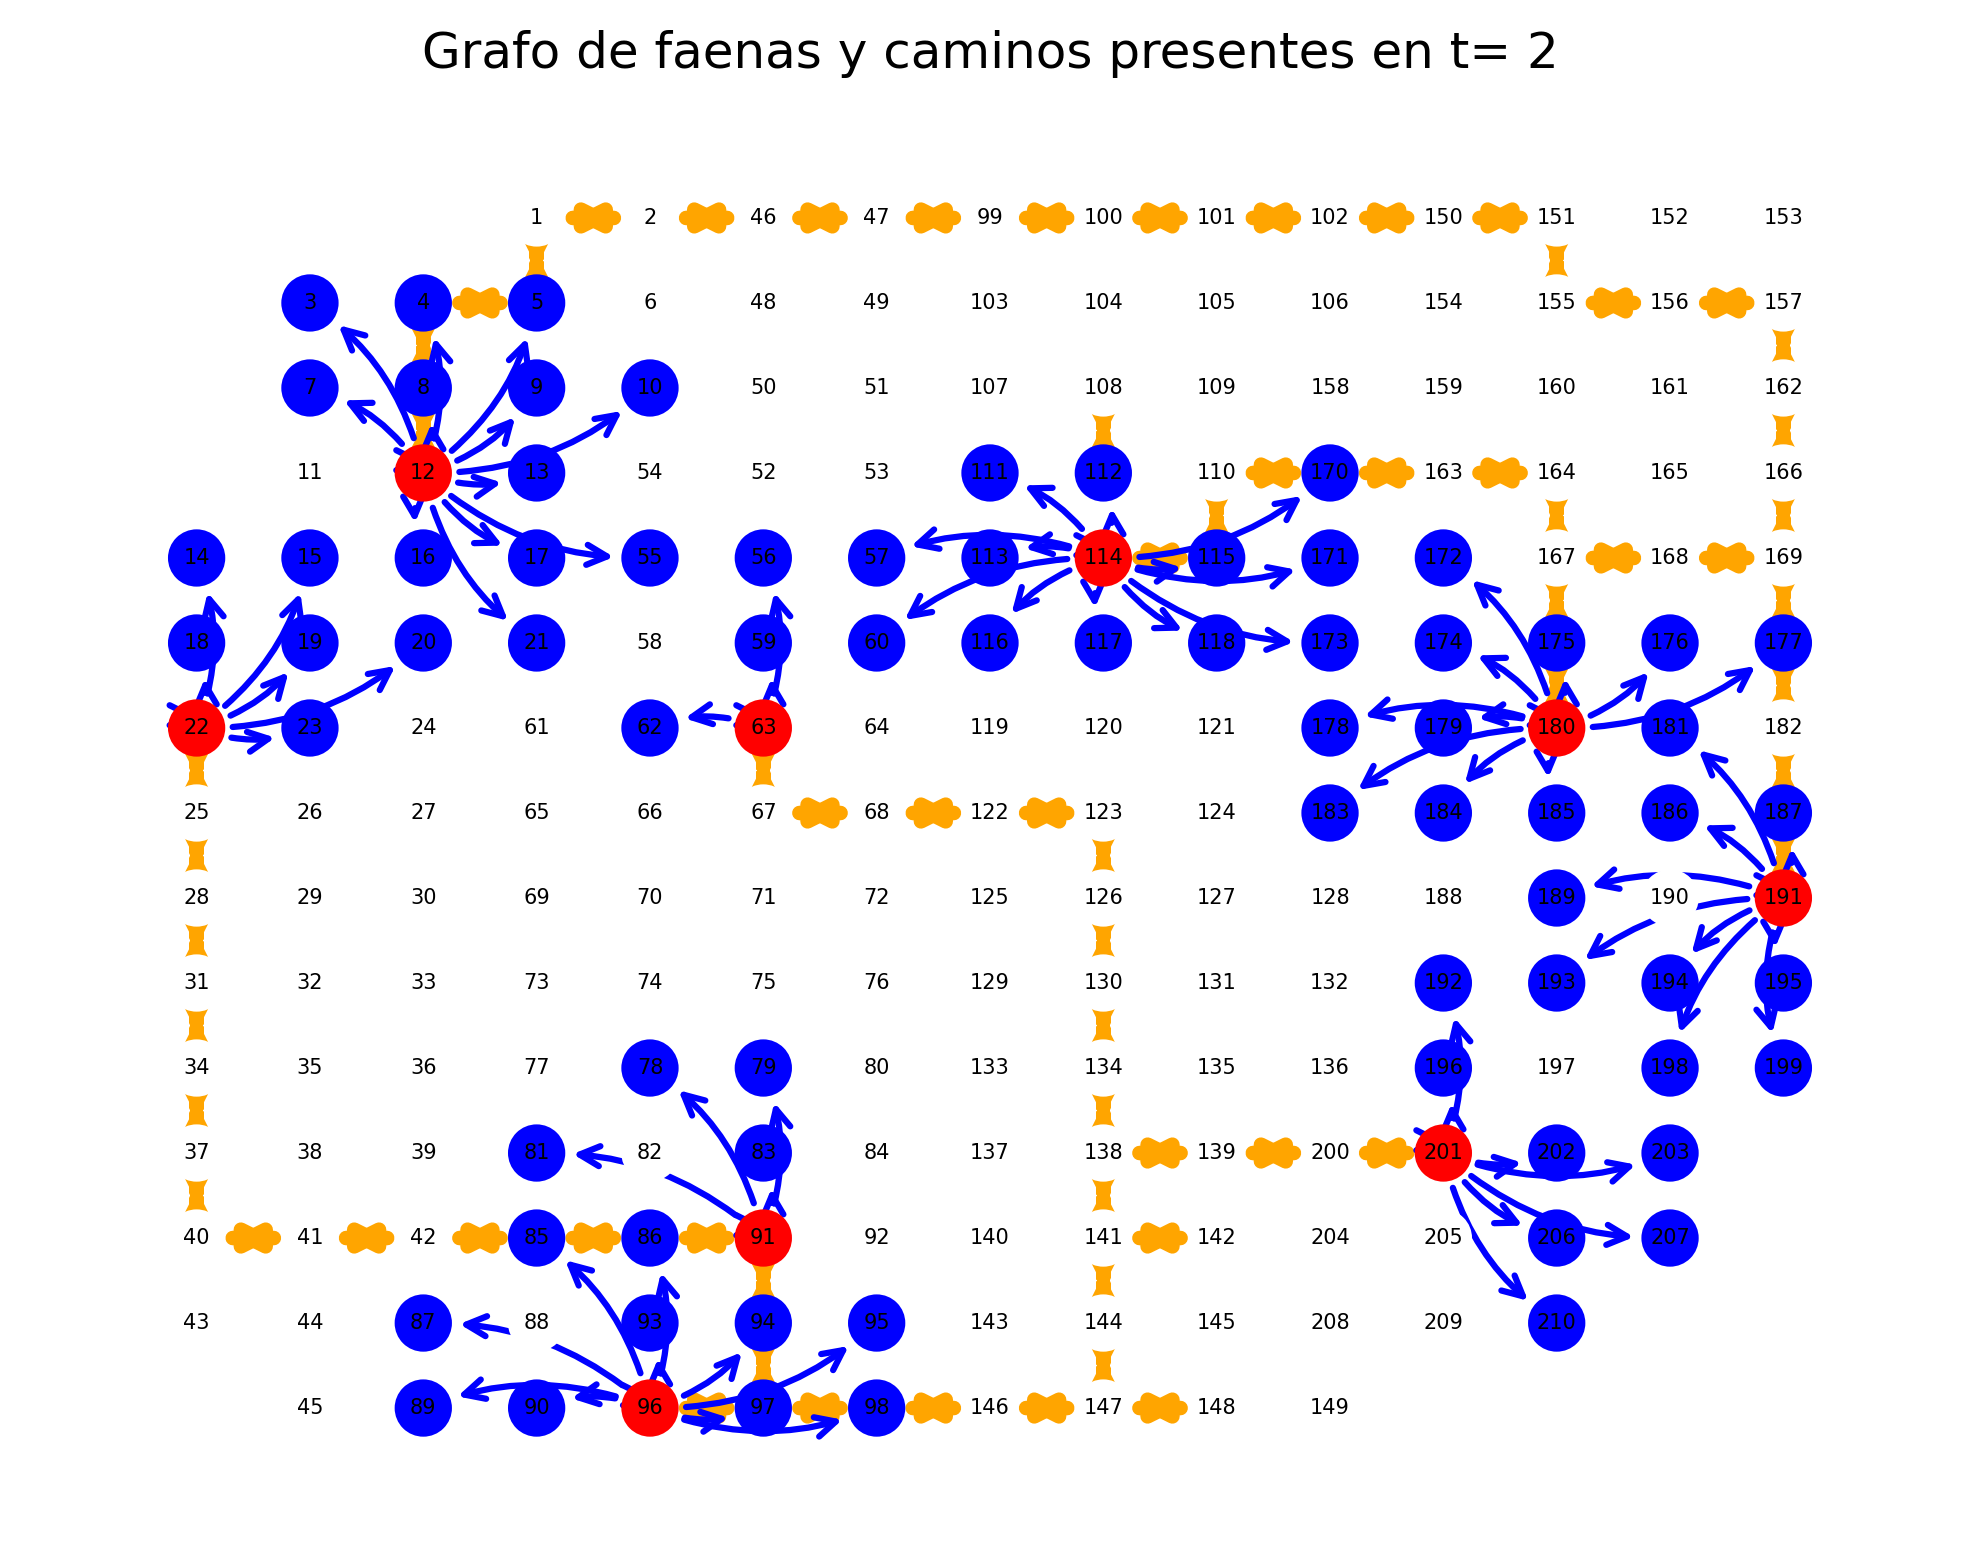 Grafo de faenas y caminos presentes en t= 2
1 2 46 47 99 100 101 102 150 151 152 153
3 4 5 6 48 49 103 104 105 106 154 155 156 157
7 8 9 10 50 51 107 108 109 158 159 160 161 162
11 12 13 54 52 53 111 112 110 170 163 164 165 166
14 15 16 17 55 56 57 113 114 115 171 172 167 168 169
18 19 20 21 58 59 60 116 117 118 173 174 175 176 177
22 23 24 61 62 63 64 119 120 121 178 179 180 181 182
25 26 27 65 66 67 68 122 123 124 183 184 185 186 187
28 29 30 69 70 71 72 125 126 127 128 188 189 190 191
31 32 33 73 74 75 76 129 130 131 132 192 193 194 195
34 35 36 77 78 79 80 133 134 135 136 196 197 198 199
37 38 39 81 82 83 84 137 138 139 200 201 202 203
40 41 42 85 86 91 92 140 141 142 204 205 206 207
43 44 87 88 93 94 95 143 144 145 208 209 210
45 89 90 96 97 98 146 147 148 149